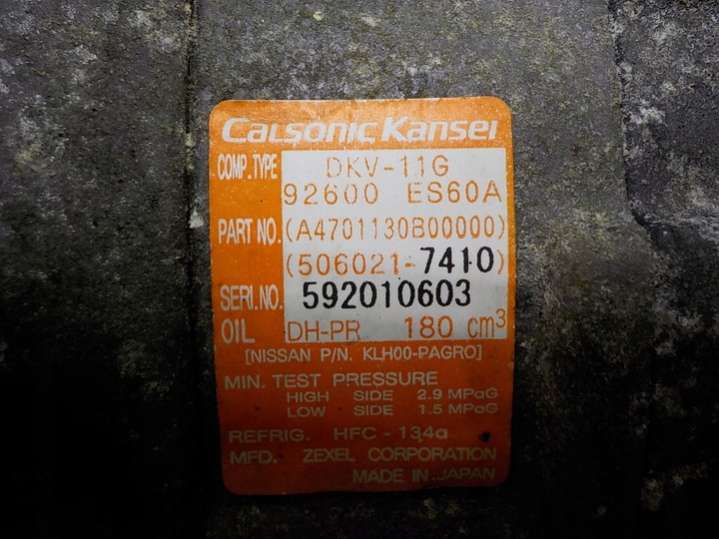 CalsonicKansei
COMP. TYPE DKV-11G
92600 ES60A
PART NO. (A4701130B00000)
(506021-7410)
SERI.NO. 592010603
OIL DH-PR 180 cm³
[NISSAN P/N. KLH00-PAGR0]
MIN. TEST PRESSURE
HIGH SIDE 2.9 MPaG
LOW SIDE 1.5 MPaG
REFRIG. HFC-134a
MFD. ZEXEL CORPORATION
MADE IN JAPAN